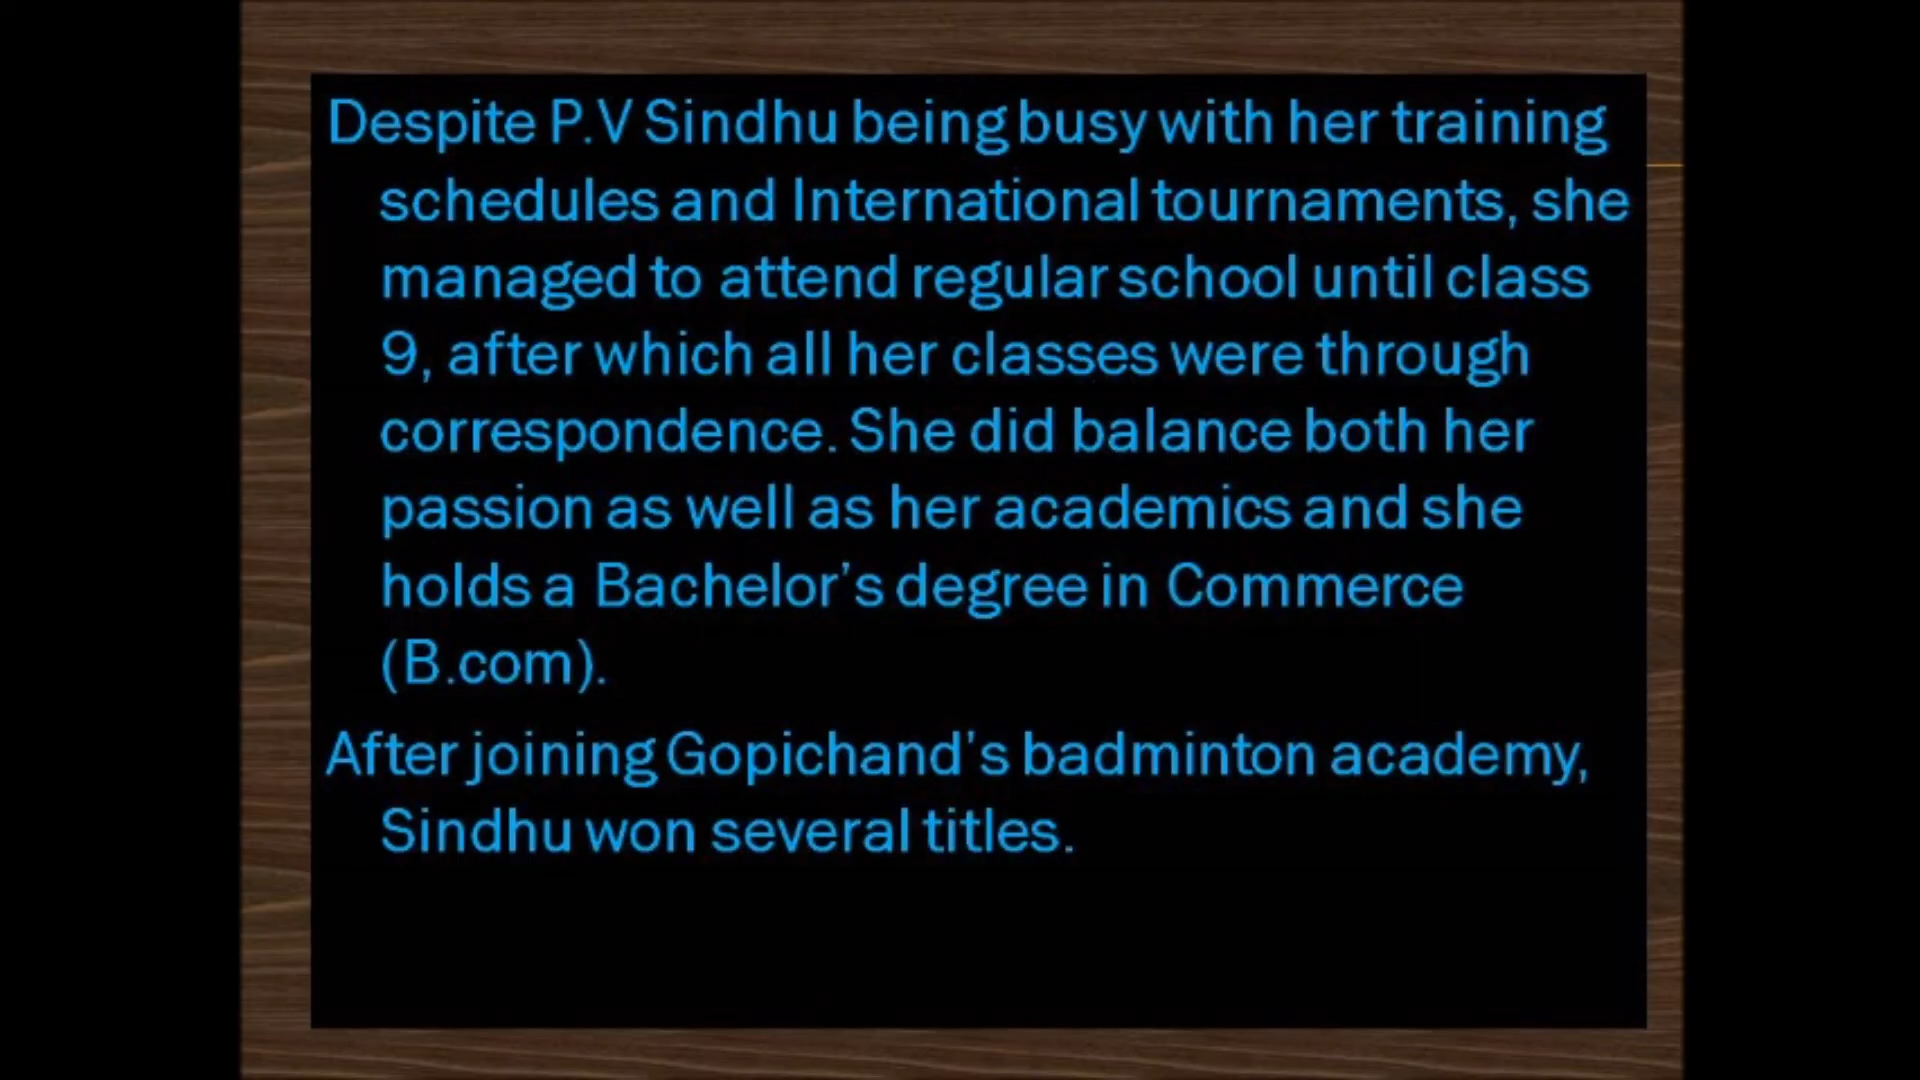 Despite P.V Sindhu being busy with her training
schedules and International tournaments, she
managed to attend regular school until class
9, after which all her classes were through
correspondence. She did balance both her
passion as well as her academics and she
holds a Bachelor’s degree in Commerce
(B.com).
After joining Gopichand’s badminton academy,
Sindhu won several titles.